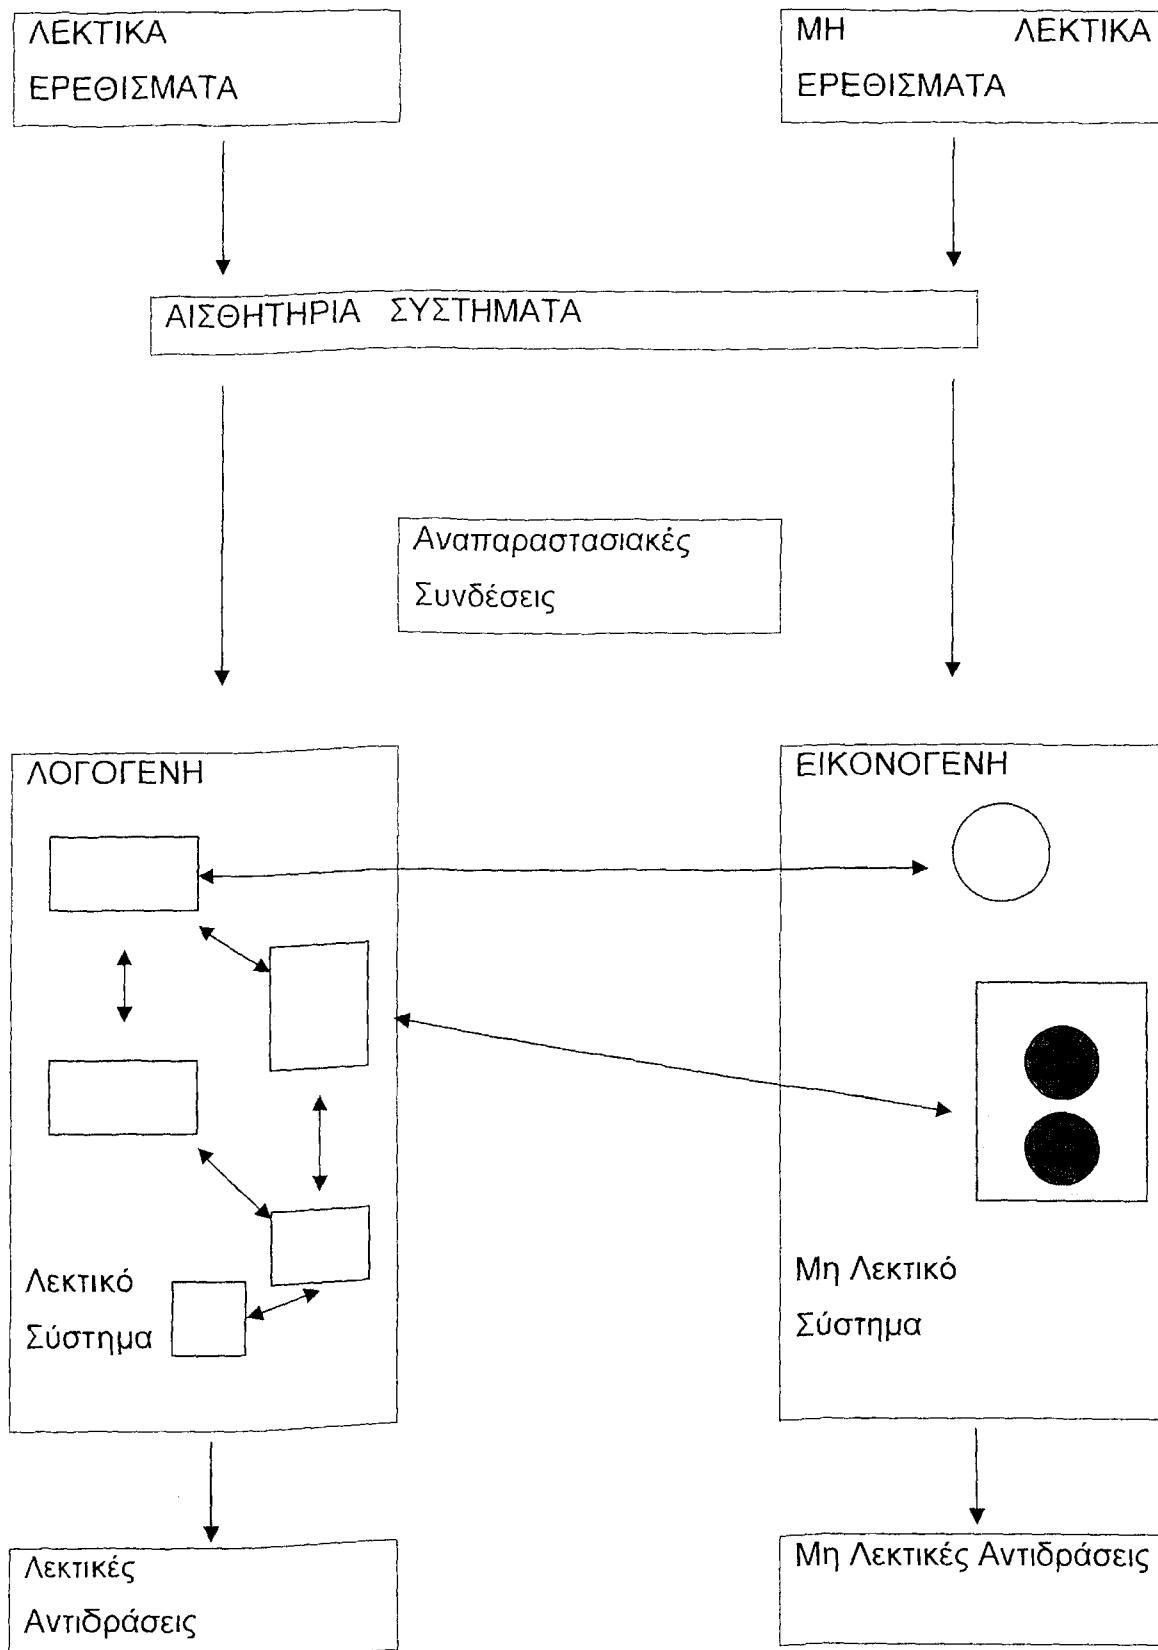 ΛΕΚΤΙΚΑ
ΕΡΕΘΙΣΜΑΤΑ
ΜΗ ΛΕΚΤΙΚΑ
ΕΡΕΘΙΣΜΑΤΑ
ΑΙΣΘΗΤΗΡΙΑ ΣΥΣΤΗΜΑΤΑ
Αναπαραστασιακές
Συνδέσεις
ΛΟΓΟΓΕΝΗ
Λεκτικό
Σύστημα
ΕΙΚΟΝΟΓΕΝΗ
Μη Λεκτικό
Σύστημα
Λεκτικές
Αντιδράσεις
Μη Λεκτικές Αντιδράσεις